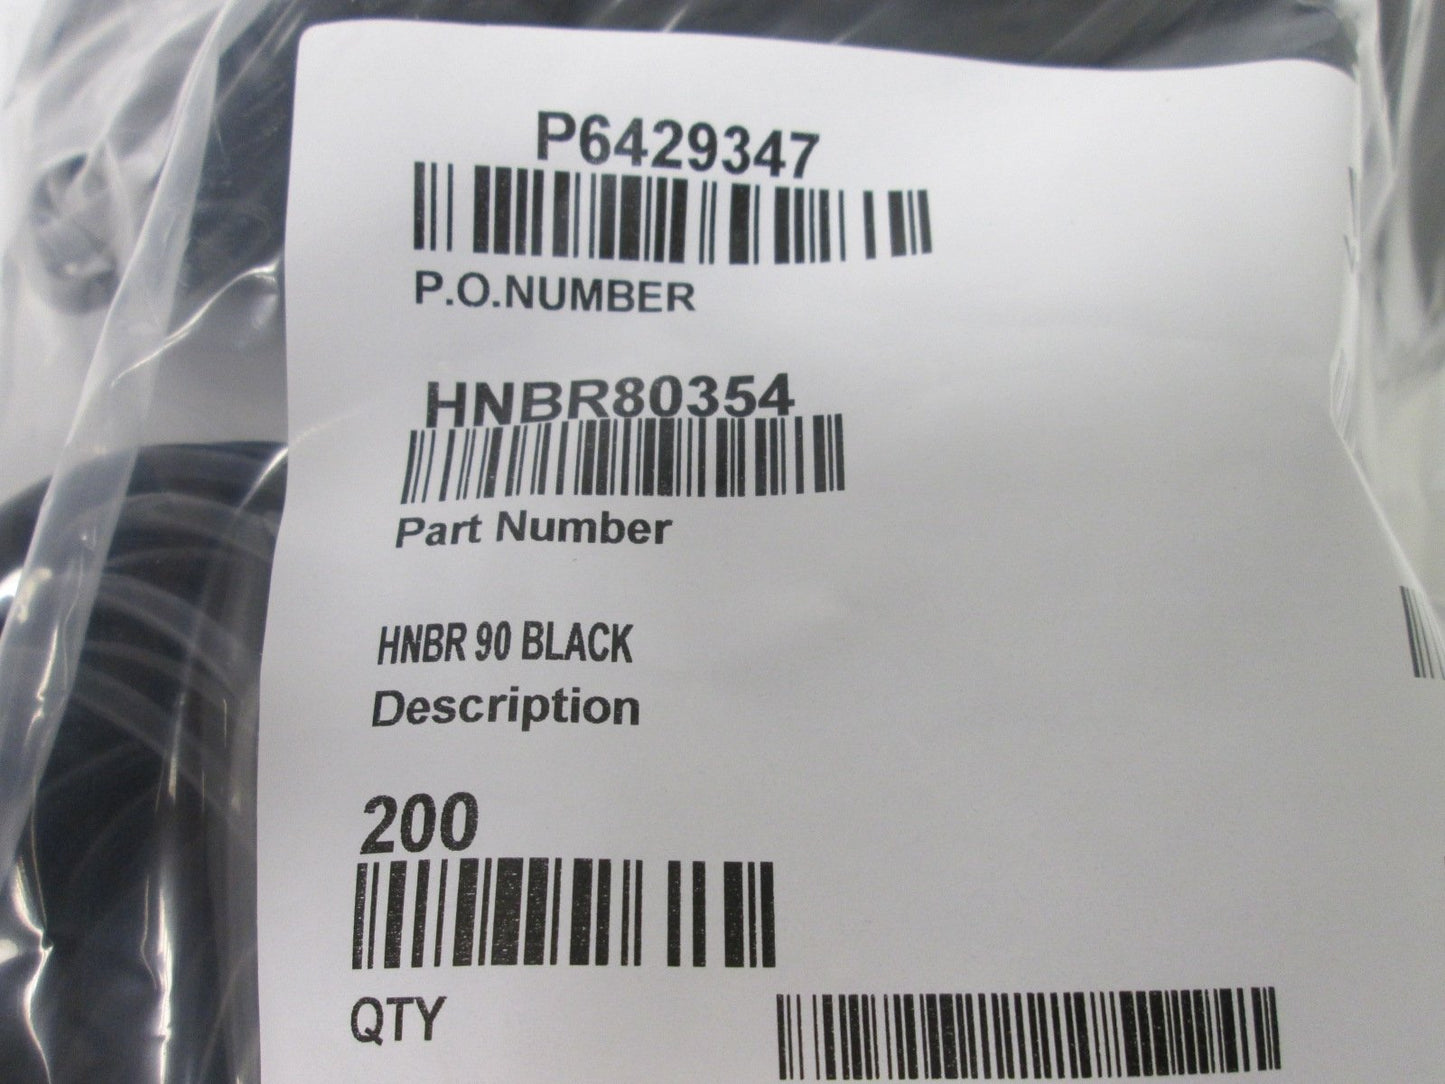 P6429347
P.O.NUMBER
HNBR80354
Part Number
HNBR 90 BLACK
Description
200
QTY